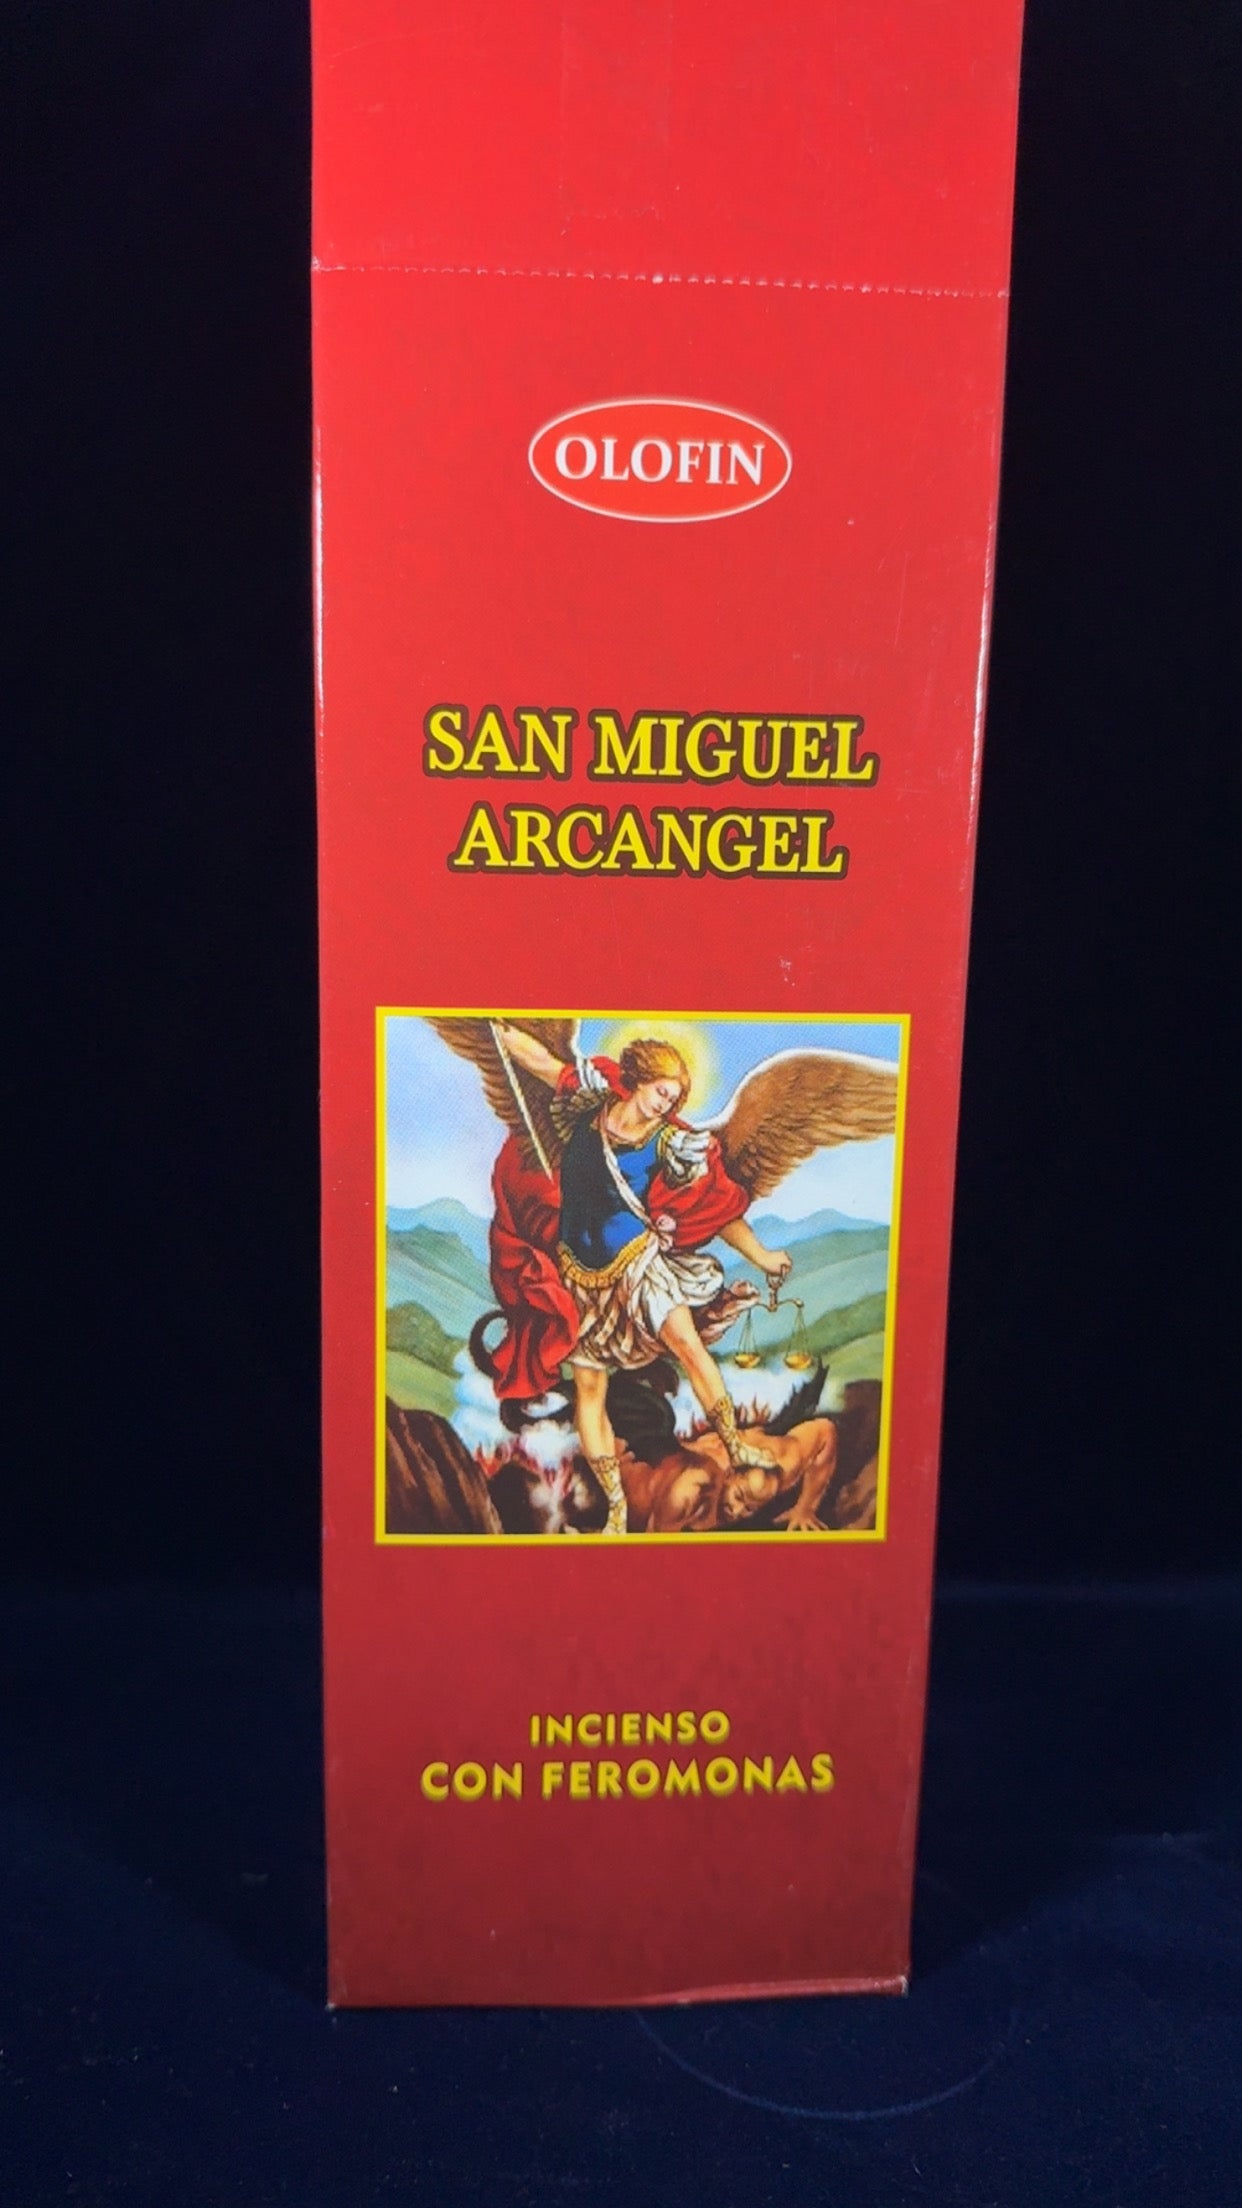 OLOFIN
SAN MIGUEL
ARCANGEL
INCIENSO
CON FEROMONAS